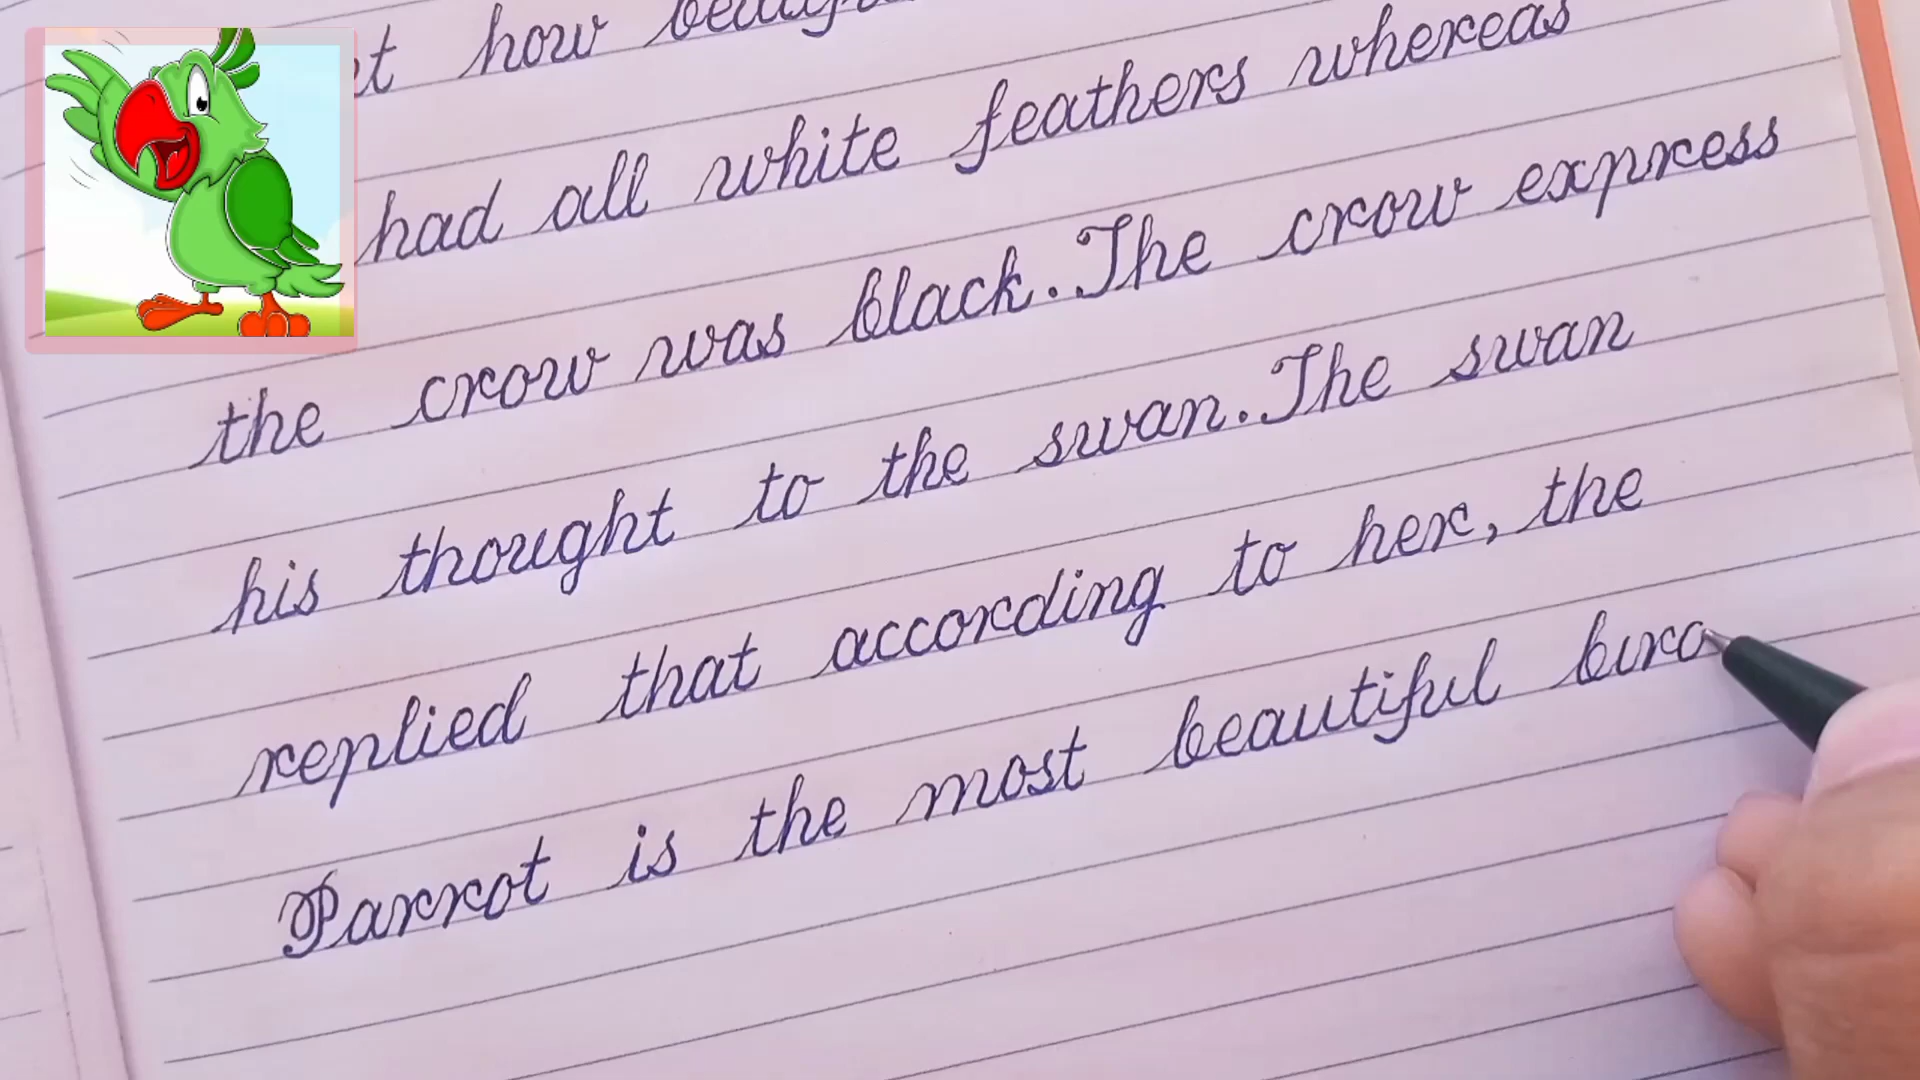 how
had all white feathers whereas
the crow was black. The crow express
his thought to the swan. The swan
replied that according to her, the
Parrot is the most beautiful